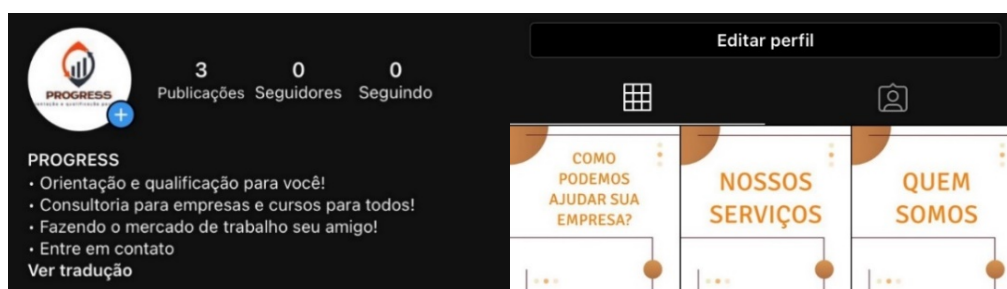 PROGRESS
3
0
0
Publicações
Seguidores
Seguindo
PROGRESS
• Orientação e qualificação para você!
• Consultoria para empresas e cursos para todos!
• Fazendo o mercado de trabalho seu amigo!
• Entre em contato
Ver tradução
Editar perfil
COMO
PODEMOS
AJUDAR SUA
EMPRESA?
NOSSOS
SERVIÇOS
QUEM
SOMOS